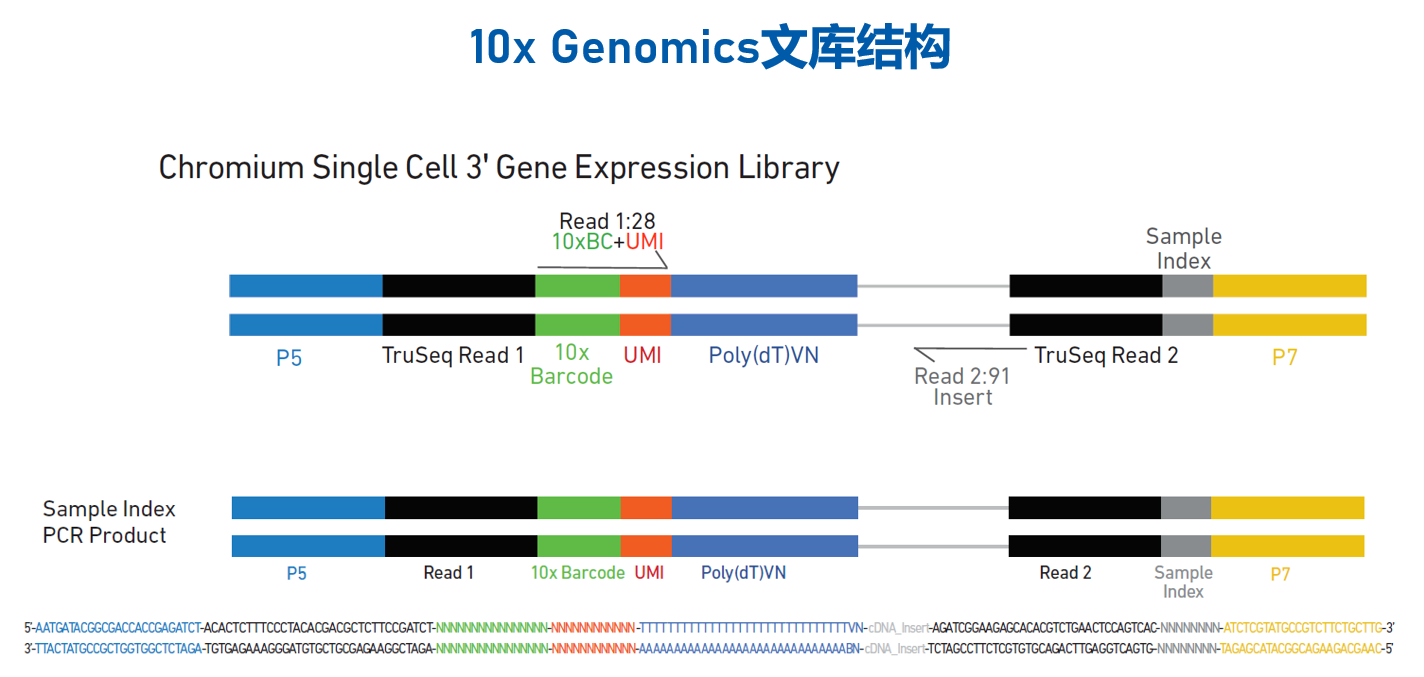 10x Genomics文库结构
Chromium Single Cell 3' Gene Expression Library
Read 1:28
10xBC+UMI
Sample
Index
P5
TruSeq Read 1
10x
Barcode
UMI
Poly(dT)VN
Read 2:91
Insert
TruSeq Read 2
P7
Sample Index
PCR Product
P5
Read 1
10x Barcode
UMI
Poly(dT)VN
Read 2
Sample
Index
P7
5'-AATGATACGGCGACCACCGAGATCT-ACACTCTTTCCCTACACGACGCTCTTCCGATCT-NNNNNNNNNNNNNNNN-NNNNNNNNNNNN-TTTTTTTTTTTTTTTTTTTTTTTTTTTTTTVN-cDNA_Insert-AGATCGGAAGAGCACACGTCTGAACTCCAGTCAC-NNNNNNNN-ATCTCGTATGCCGTCTTCTGCTTG-3'
3'-TTACTATGCCGCTGGTGGCTCTAGA-TGTGAGAAAGGGATGTGCTGCGAGAAGGCTAGA-NNNNNNNNNNNNNNNN-NNNNNNNNNNNN-AAAAAAAAAAAAAAAAAAAAAAAAAAAAAABN-cDNA_Insert-TCTAGCCTTCTCGTGTGCAGACTTGAGGTCAGTG-NNNNNNNN-TAGAGCATACGGCAGAAGACGAAC-5'